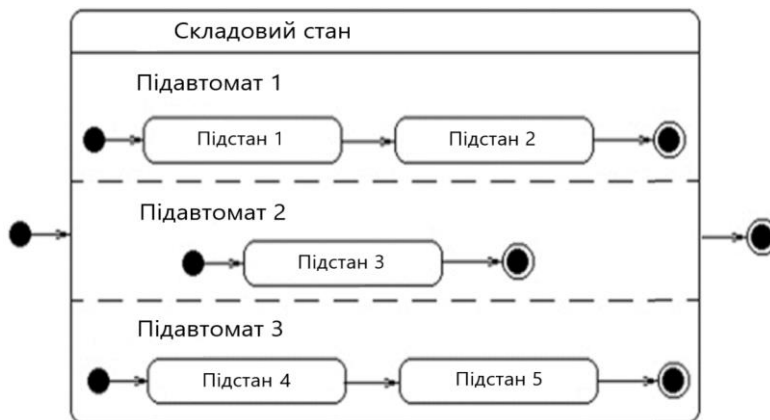 Складовий стан
Підавтомат 1
Підстан 1
Підстан 2
Підавтомат 2
Підстан 3
Підавтомат 3
Підстан 4
Підстан 5